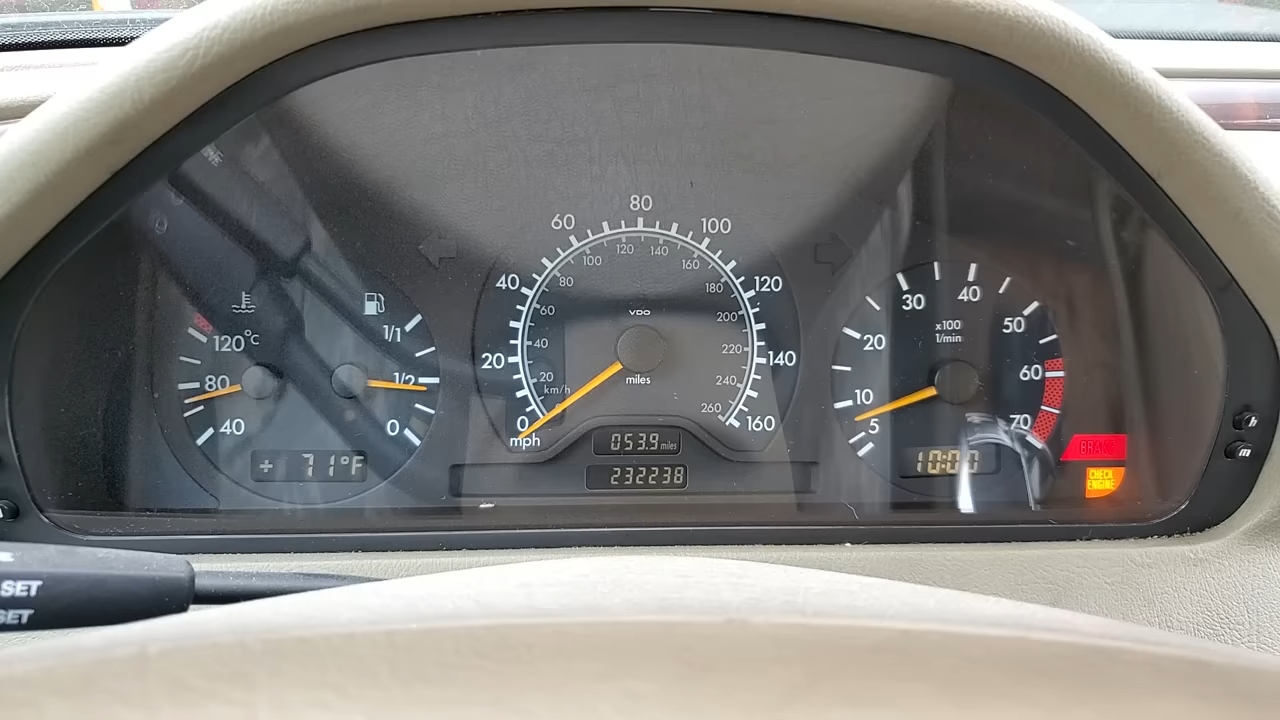 120°C
80
40
1/1
1/2
0
+ 71°F
0
20
40
60
80
100
120
140
160
mph
20
40
60
80
100
120
140
160
180
200
220
240
260
km/h
VDO
miles
053.9 miles
232238
5
10
20
30
40
50
60
70
x100
1/min
10:00
BRAKE
CHECK
ENGINE
h
m
SET
SET